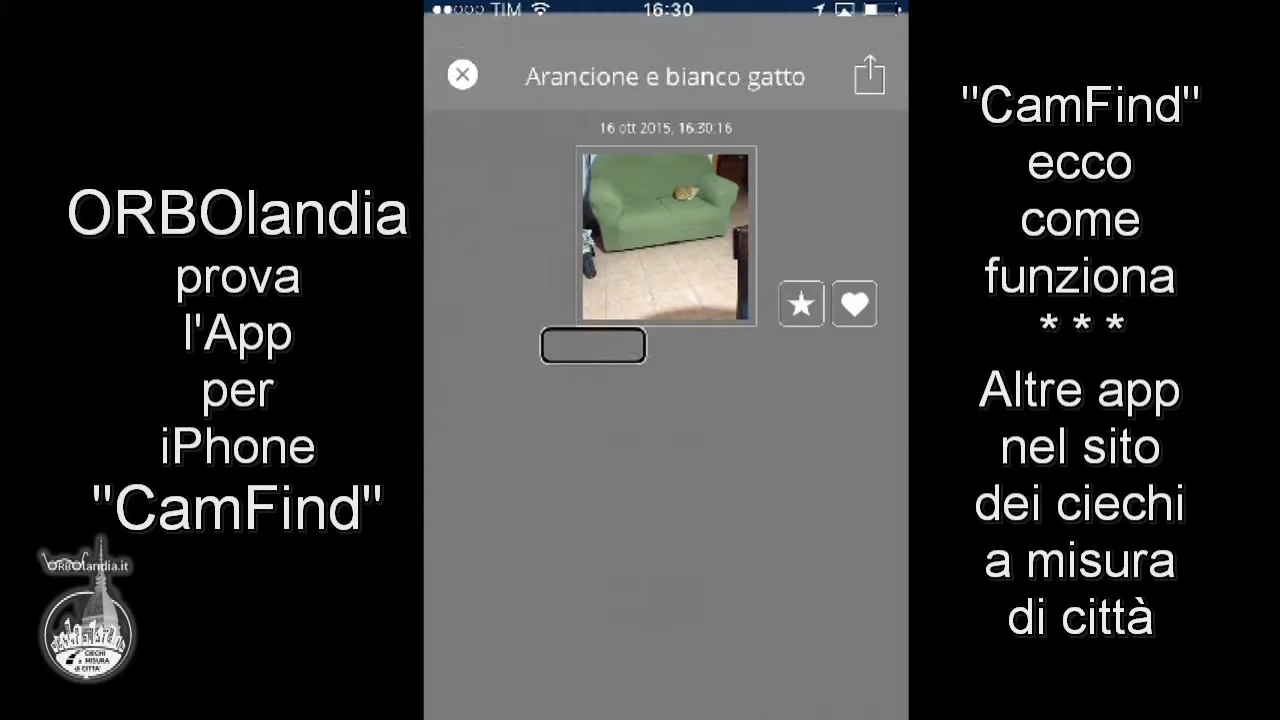 TIM
16:30
Arancione e bianco gatto
16 ott 2015, 16:30:16
ORBOlandia
prova
l'App
per
iPhone
"CamFind"
"CamFind"
ecco
come
funziona
* * *
Altre app
nel sito
dei ciechi
a misura
di città
ORBOlandia.it
CIECHI
a MISURA
di CITTA'